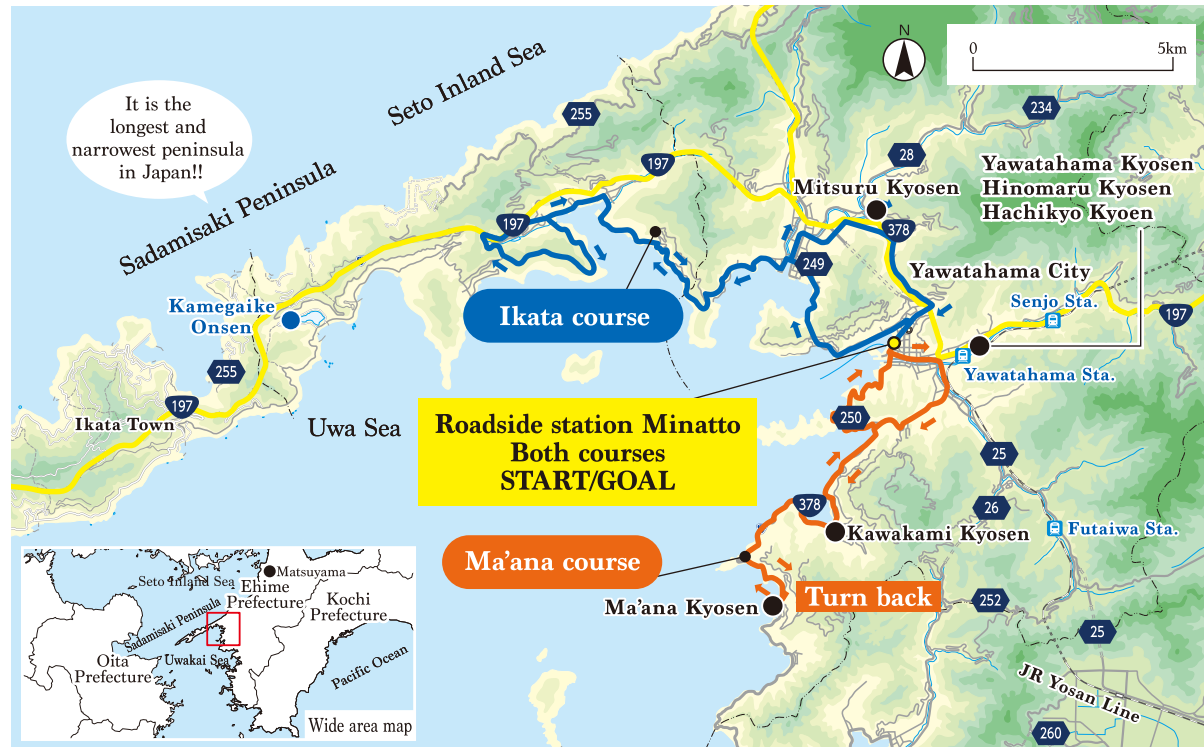 N
0 5km
Seto Inland Sea
It is the
longest and
narrowest peninsula
in Japan!!
Sadamisaki Peninsula
255
234
28
197
Mitsuru Kyosen
Yawatahama Kyosen
Hinomaru Kyosen
Hachikyo Kyoen
197
378
249
Yawatahama City
Kamegaike
Onsen
Ikata course
Senjo Sta.
197
255
Yawatahama Sta.
197
Ikata Town
Uwa Sea
Roadside station Minatto
Both courses
START/GOAL
250
25
378
26
Kawakami Kyosen
Futaiwa Sta.
Ma'ana course
Ma'ana Kyosen
Turn back
252
25
JR Yosan Line
260
Seto Inland Sea
Matsuyama
Ehime
Prefecture
Kochi
Prefecture
Sadamisaki Peninsula
Uwakai Sea
Oita
Prefecture
Pacific Ocean
Wide area map